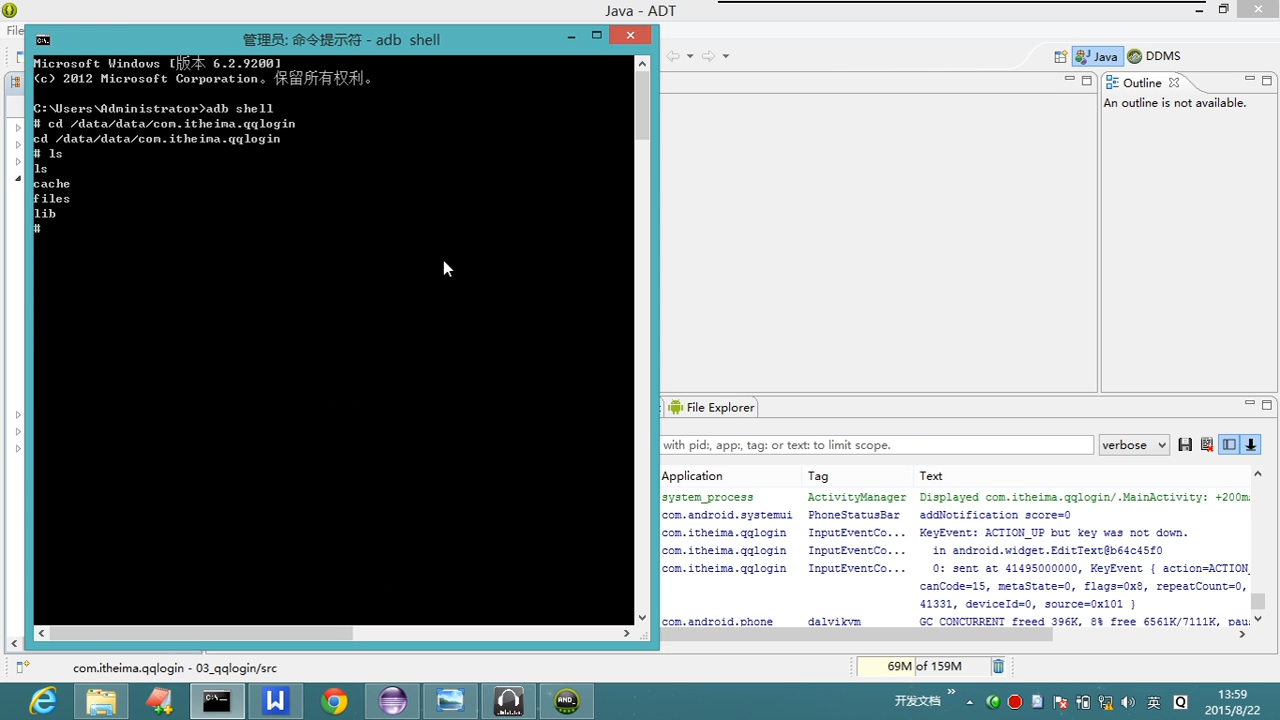 Java - ADT
File
管理员: 命令提示符 - adb  shell
Microsoft Windows [版本 6.2.9200]
(c) 2012 Microsoft Corporation。保留所有权利。
C:\Users\Administrator>adb shell
# cd /data/data/com.itheima.qqlogin
cd /data/data/com.itheima.qqlogin
# ls
ls
cache
files
lib
#
Java
DDMS
Outline
An outline is not available.
File Explorer
with pid:, app:, tag: or text: to limit scope.
verbose
Application Tag Text
system_process ActivityManager Displayed com.itheima.qqlogin/.MainActivity: +200m
com.android.systemui PhoneStatusBar addNotification score=0
com.itheima.qqlogin InputEventCo... KeyEvent: ACTION_UP but key was not down.
com.itheima.qqlogin InputEventCo... in android.widget.EditText@b64c45f0
com.itheima.qqlogin InputEventCo... 0: sent at 41495000000, KeyEvent { action=ACTION_
canCode=15, metaState=0, flags=0x8, repeatCount=0,
41331, deviceId=0, source=0x101 }
com.android.phone dalvikvm GC CONCURRENT freed 396K, 8% free 6561K/7111K, pau
com.itheima.qqlogin - 03_qqlogin/src
69M of 159M
开发文档
英
13:59
2015/8/22